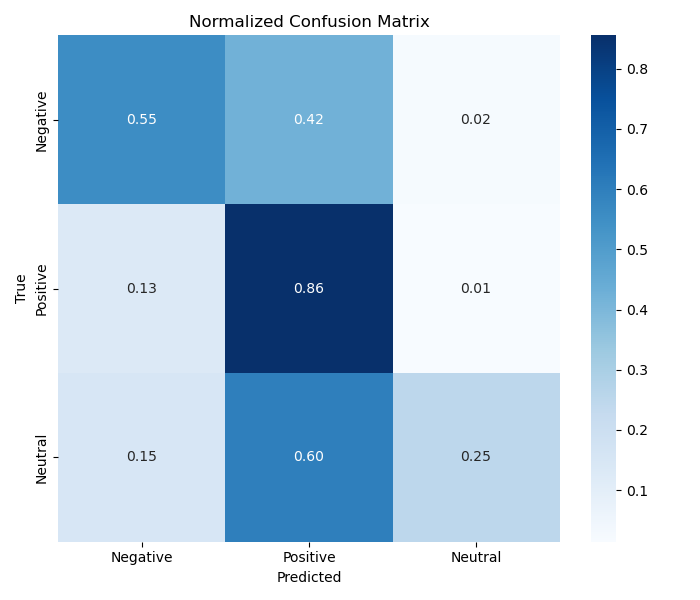 Normalized Confusion Matrix
True
Negative
0.55 0.42 0.02
Positive
0.13 0.86 0.01
Neutral
0.15 0.60 0.25
Negative Positive Neutral
Predicted
0.8
0.7
0.6
0.5
0.4
0.3
0.2
0.1